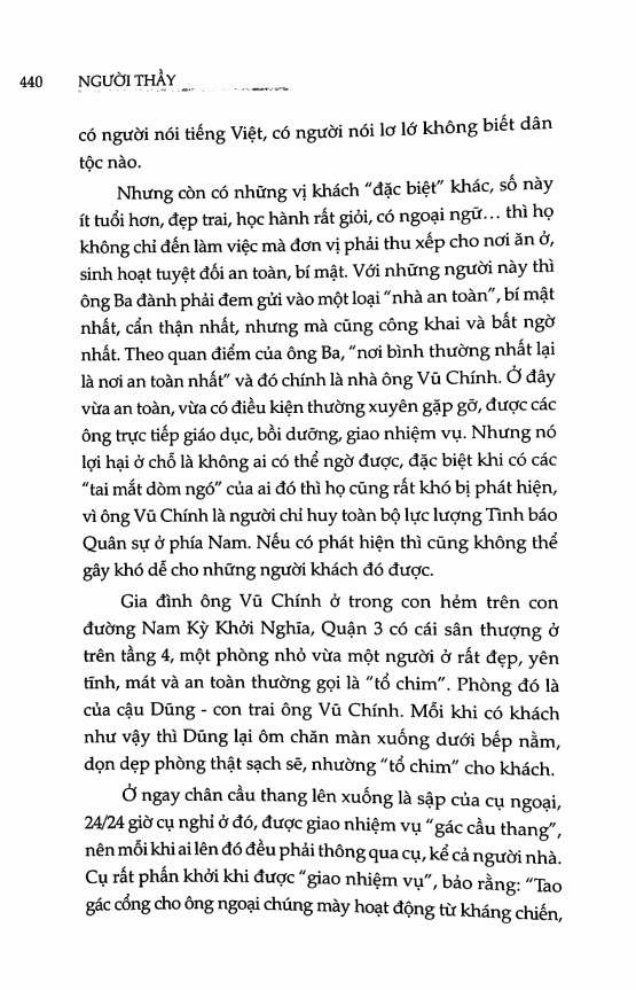 440 NGƯỜI THẦY
có người nói tiếng Việt, có người nói lơ lớ không biết dân
tộc nào.
Nhưng còn có những vị khách “đặc biệt” khác, số này
ít tuổi hơn, đẹp trai, học hành rất giỏi, có ngoại ngữ... thì họ
không chỉ đến làm việc mà đơn vị phải thu xếp cho nơi ăn ở,
sinh hoạt tuyệt đối an toàn, bí mật. Với những người này thì
ông Ba đành phải đem gửi vào một loại “nhà an toàn”, bí mật
nhất, cẩn thận nhất, nhưng mà cũng công khai và bất ngờ
nhất. Theo quan điểm của ông Ba, “nơi bình thường nhất lại
là nơi an toàn nhất” và đó chính là nhà ông Vũ Chính. Ở đây
vừa an toàn, vừa có điều kiện thường xuyên gặp gỡ, được các
ông trực tiếp giáo dục, bồi dưỡng, giao nhiệm vụ. Nhưng nó
lợi hại ở chỗ là không ai có thể ngờ được, đặc biệt khi có các
“tai mắt dòm ngó” của ai đó thì họ cũng rất khó bị phát hiện,
vì ông Vũ Chính là người chỉ huy toàn bộ lực lượng Tình báo
Quân sự ở phía Nam. Nếu có phát hiện thì cũng không thể
gây khó dễ cho những người khách đó được.
Gia đình ông Vũ Chính ở trong con hẻm trên con
đường Nam Kỳ Khởi Nghĩa, Quận 3 có cái sân thượng ở
trên tầng 4, một phòng nhỏ vừa một người ở rất đẹp, yên
tĩnh, mát và an toàn thường gọi là “tổ chim”. Phòng đó là
của cậu Dũng - con trai ông Vũ Chính. Mỗi khi có khách
như vậy thì Dũng lại ôm chăn màn xuống dưới bếp nằm,
dọn dẹp phòng thật sạch sẽ, nhường “tổ chim” cho khách.
Ở ngay chân cầu thang lên xuống là sập của cụ ngoại,
24/24 giờ cụ nghỉ ở đó, được giao nhiệm vụ “gác cầu thang”,
nên mỗi khi ai lên đó đều phải thông qua cụ, kể cả người nhà.
Cụ rất phấn khởi khi được “giao nhiệm vụ”, bảo rằng: “Tao
gác cổng cho ông ngoại chúng mày hoạt động từ kháng chiến,